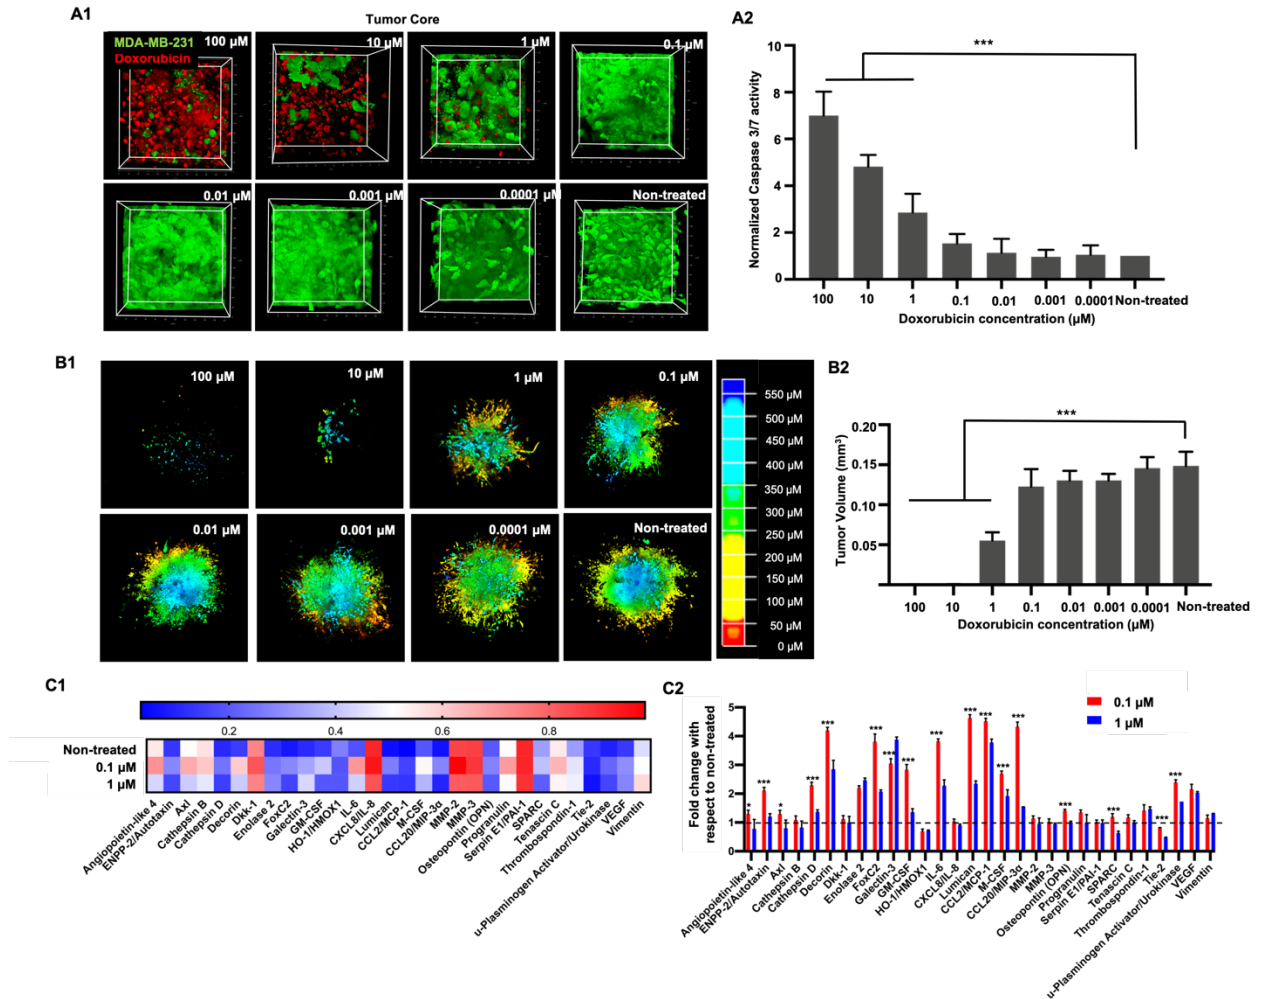 A1
Tumor Core
MDA-MB-231
Doxorubicin
100 µM
10 µM
1 µM
0.1 µM
0.01 µM
0.001 µM
0.0001 µM
Non-treated
A2
***
Normalized Caspase 3/7 activity
10
8
6
4
2
0
100 10 1 0.1 0.01 0.001 0.0001 Non-treated
Doxorubicin concentration (µM)
B1
100 µM
10 µM
1 µM
0.1 µM
0.01 µM
0.001 µM
0.0001 µM
Non-treated
550 µM
500 µM
450 µM
400 µM
350 µM
300 µM
250 µM
200 µM
150 µM
100 µM
50 µM
0 µM
B2
***
Tumor Volume (mm³)
0.20
0.15
0.10
0.05
100 10 1 0.1 0.01 0.001 0.0001 Non-treated
Doxorubicin concentration (µM)
C1
0.2 0.4 0.6 0.8
Non-treated
0.1 µM
1 µM
Angiopoietin-like 4
ENPP-2/Autotaxin
Axl
Cathepsin B
Cathepsin D
Decorin
Dkk-1
Enolase 2
FoxC2
Galectin-3
GM-CSF
HO-1/HMOX1
IL-6
CXCL8/IL-8
Lumican
CCL2/MCP-1
M-CSF
CCL20/MIP-3α
MMP-2
MMP-3
Osteopontin (OPN)
Progranulin
Serpin E1/PAI-1
SPARC
Tenascin C
Thrombospondin-1
Tie-2
u-Plasminogen Activator/Urokinase
VEGF
Vimentin
C2
0.1 µM
1 µM
Fold change with
respect to non-treated
5
4
3
2
1
0
* *** * *** *** *** *** *** *** *** *** *** *** *** *** *** ***
Angiopoietin-like 4
ENPP-2/Autotaxin
Axl
Cathepsin B
Cathepsin D
Decorin
Dkk-1
Enolase 2
FoxC2
Galectin-3
GM-CSF
HO-1/HMOX1
IL-6
CXCL8/IL-8
Lumican
CCL2/MCP-1
M-CSF
CCL20/MIP-3α
MMP-2
MMP-3
Osteopontin (OPN)
Progranulin
Serpin E1/PAI-1
SPARC
Tenascin C
Thrombospondin-1
Tie-2
u-Plasminogen Activator/Urokinase
VEGF
Vimentin